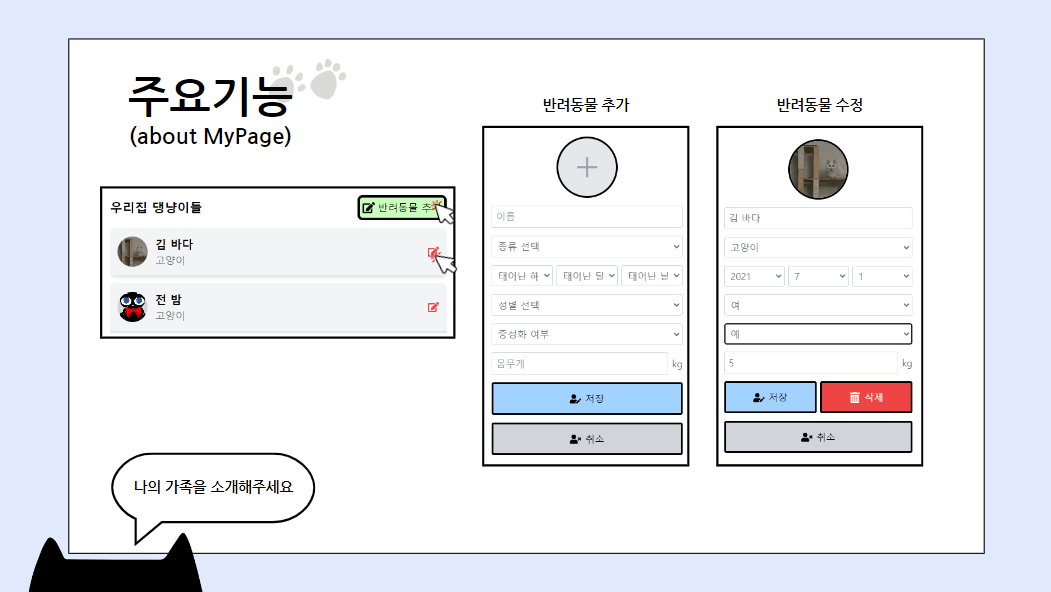 주요기능
(about MyPage)
우리집 댕냥이들
반려동물 추
김 바다
고양이
전 밤
고양이
나의 가족을 소개해주세요
반려동물 추가
이름
종류 선택
태어난 해 태어난 달 태어난 날
성별 선택
중성화 여부
몸무게 kg
저장
취소
반려동물 수정
김 바다
고양이
2021 7 1
여
예
5 kg
저장 삭제
취소